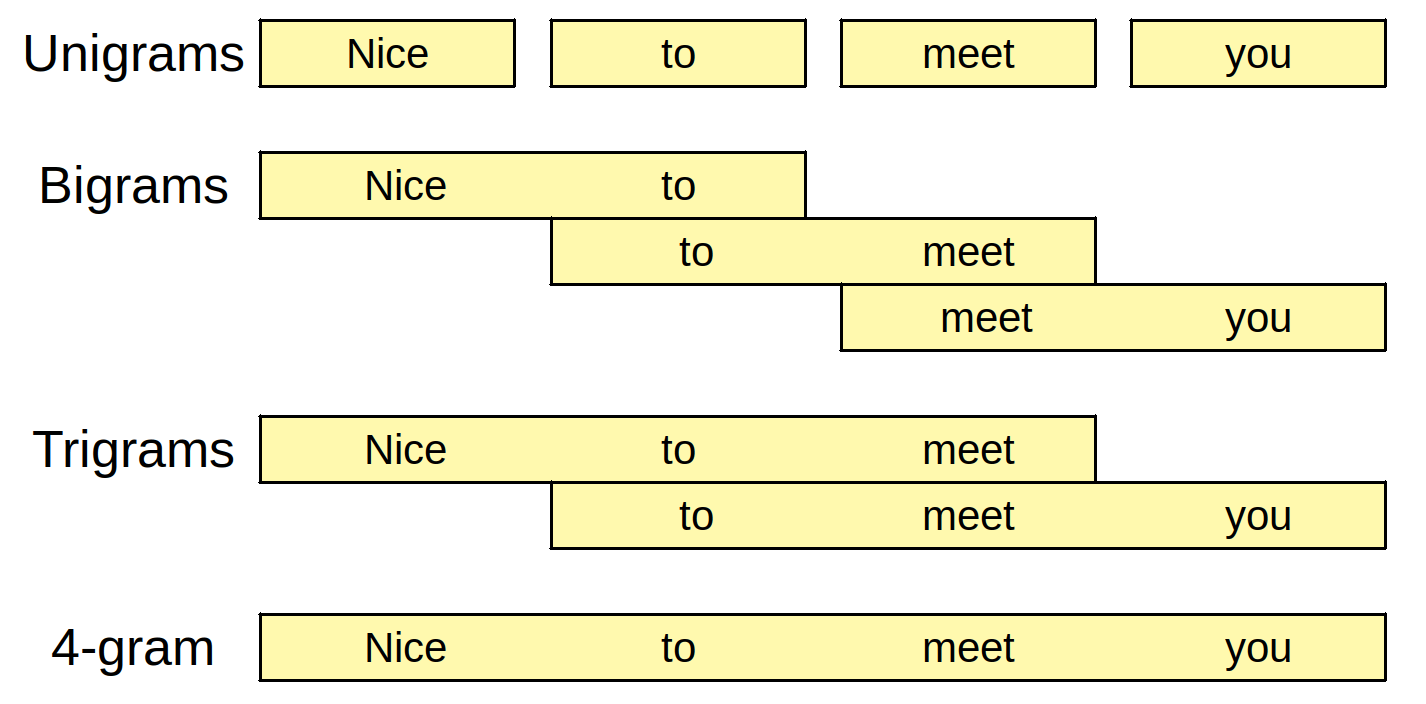 Unigrams Nice to meet you
Bigrams Nice to
to meet
meet you
Trigrams Nice to meet
to meet you
4-gram Nice to meet you